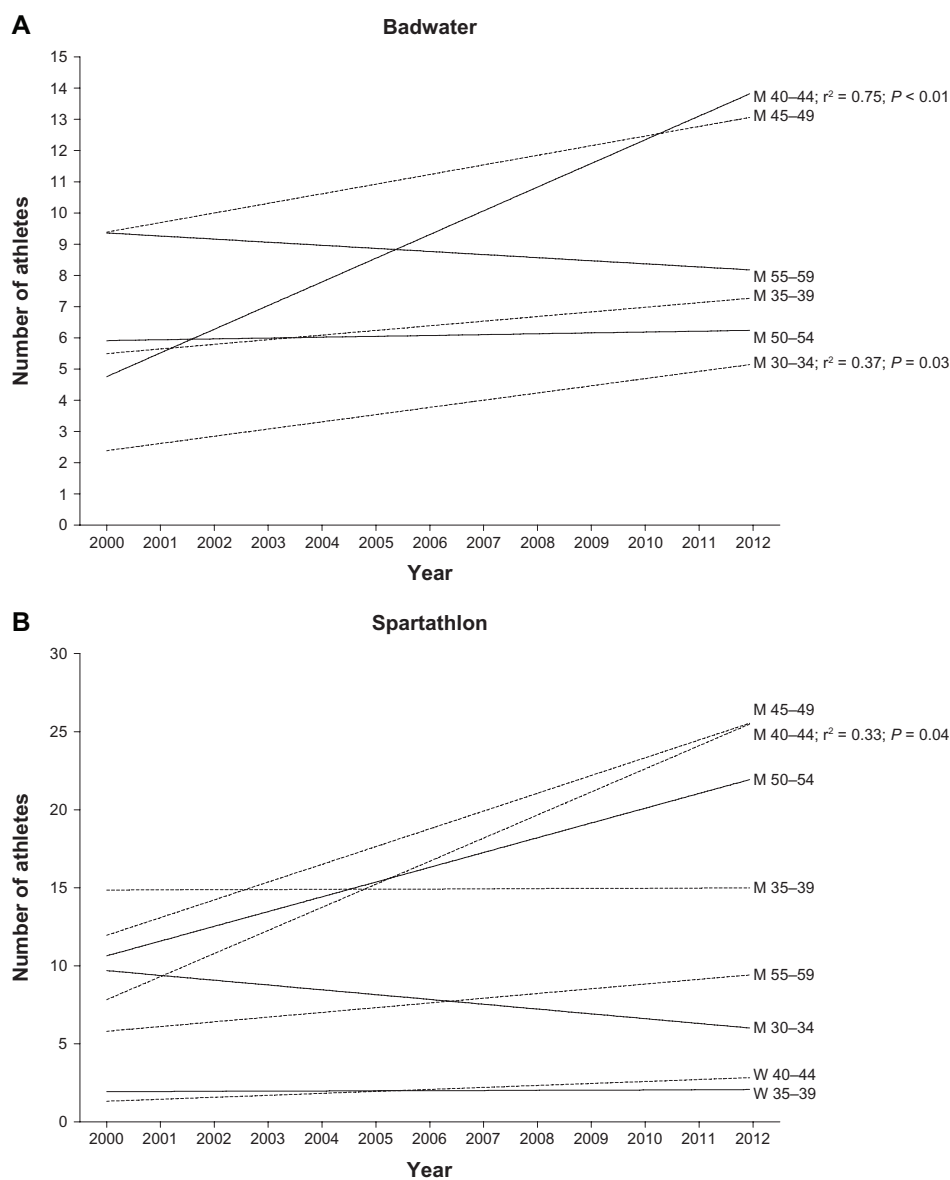 A
Badwater
15
14
13
12
11
10
9
8
7
6
5
4
3
2
1
0
Number of athletes
M 40–44; r² = 0.75; P < 0.01
M 45–49
M 55–59
M 35–39
M 50–54
M 30–34; r² = 0.37; P = 0.03
2000 2001 2002 2003 2004 2005 2006 2007 2008 2009 2010 2011 2012
Year
B
Spartathlon
30
25
20
15
10
5
0
Number of athletes
M 45–49
M 40–44; r² = 0.33; P = 0.04
M 50–54
M 35–39
M 55–59
M 30–34
W 40–44
W 35–39
2000 2001 2002 2003 2004 2005 2006 2007 2008 2009 2010 2011 2012
Year